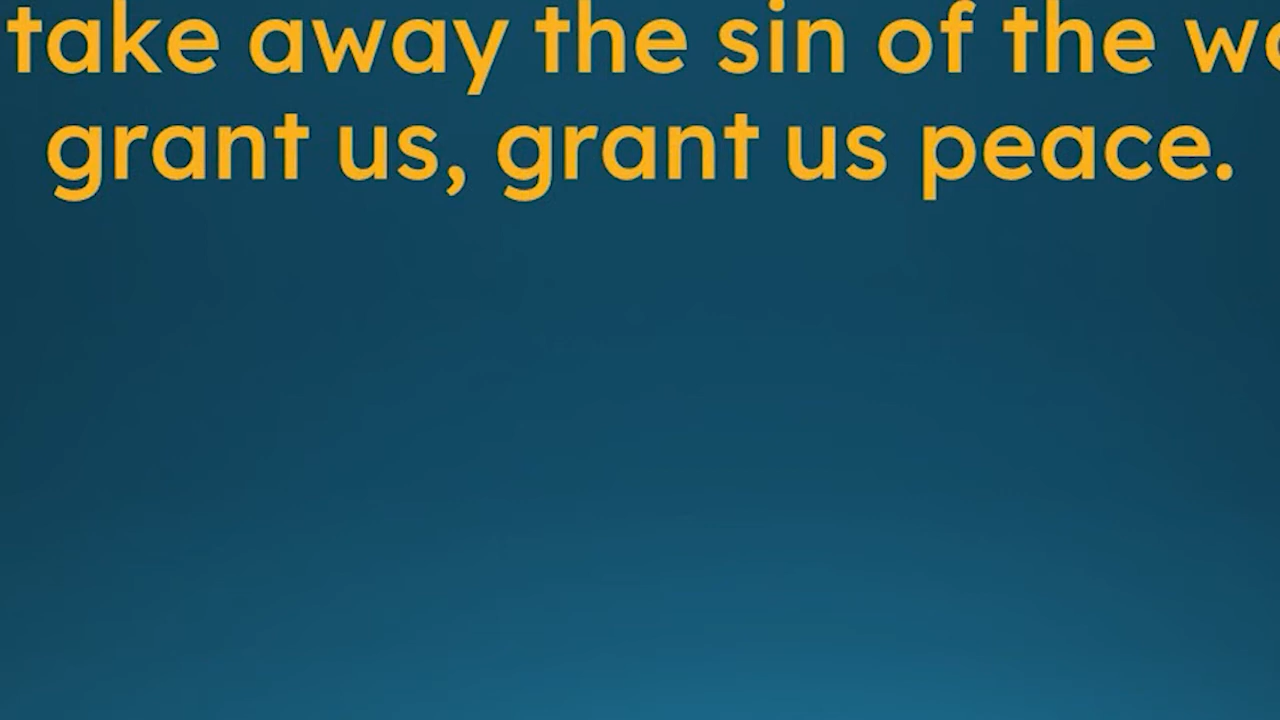 take away the sin of the
grant us, grant us peace.